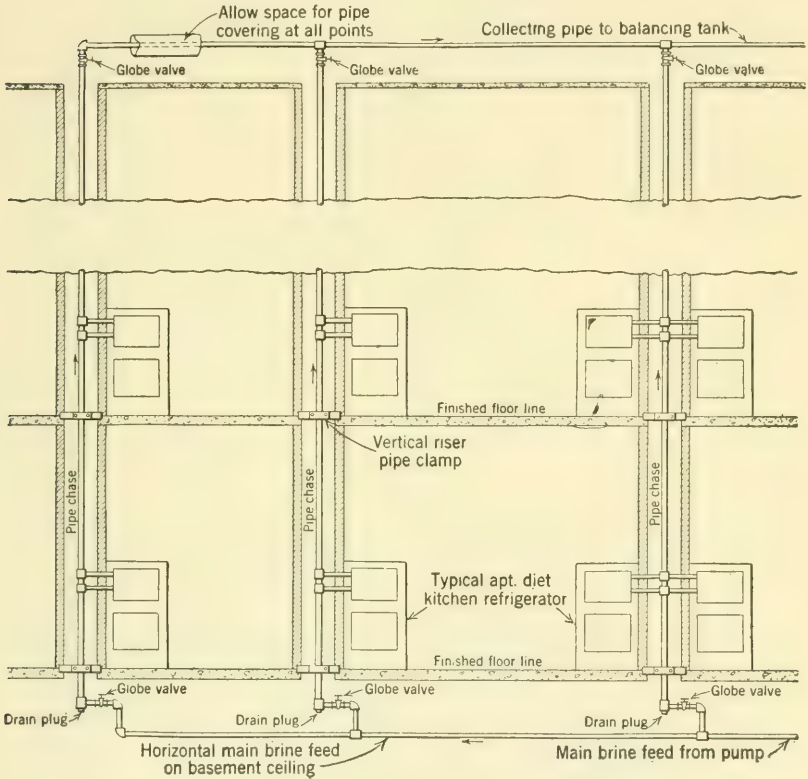 Allow space for pipe
covering at all points
Collecting pipe to balancing tank
Globe valve
Globe valve
Globe valve
Finished floor line
Vertical riser
pipe clamp
Pipe chase
Pipe chase
Pipe chase
Typical apt. diet
kitchen refrigerator
Finished floor line
Globe valve
Globe valve
Globe valve
Drain plug
Drain plug
Drain plug
Horizontal main brine feed
on basement ceiling
Main brine feed from pump